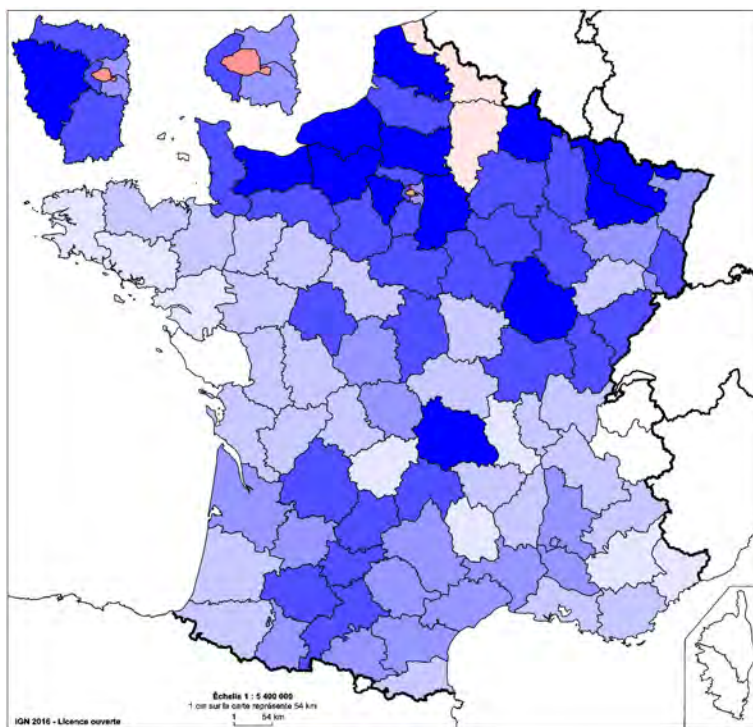 Échelle 1 : 5 400 000
1 cm sur la carte représente 54 km
1 54 km
IGN 2016 - Licence ouverte